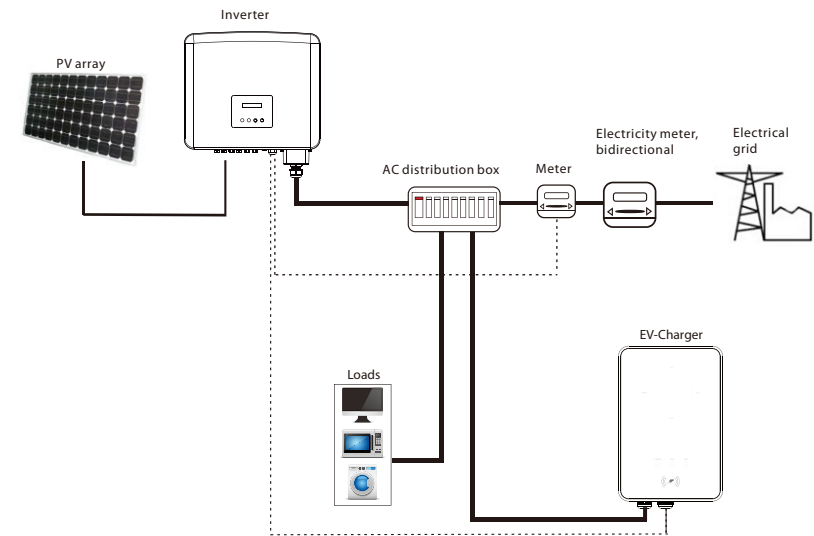 Inverter
PV array
Electricity meter,
bidirectional
Electrical
grid
AC distribution box
Meter
EV-Charger
Loads